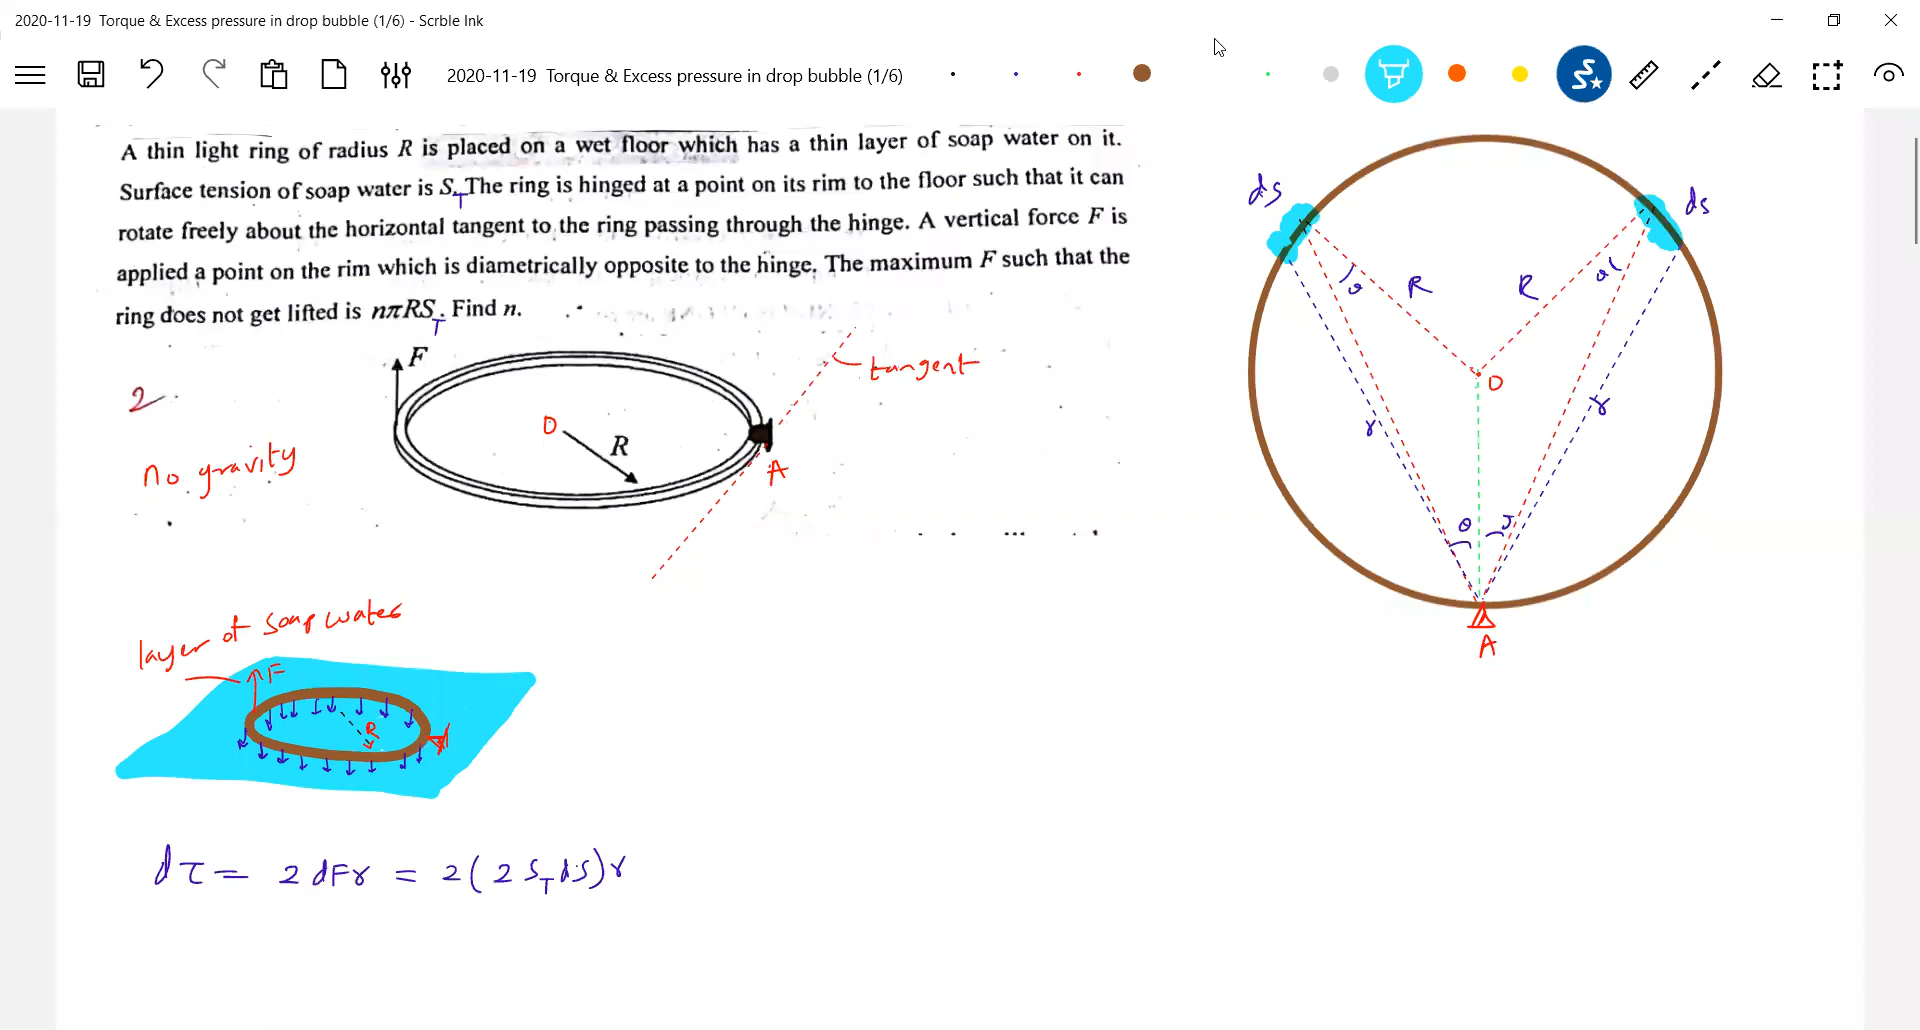 2020-11-19 Torque & Excess pressure in drop bubble (1/6) - Scrble Ink
2020-11-19 Torque & Excess pressure in drop bubble (1/6)
A thin light ring of radius R is placed on a wet floor which has a thin layer of soap water on it.
Surface tension of soap water is S_T. The ring is hinged at a point on its rim to the floor such that it can
rotate freely about the horizontal tangent to the ring passing through the hinge. A vertical force F is
applied a point on the rim which is diametrically opposite to the hinge. The maximum F such that the
ring does not get lifted is nπRS_T. Find n.
F
tangent
2
O
R
A
no gravity
layer of soap water
F
R
dτ = 2 dFr = 2(2 S_T ds)r
ds
ds
θ
R
R
θ
O
r
r
θ
A